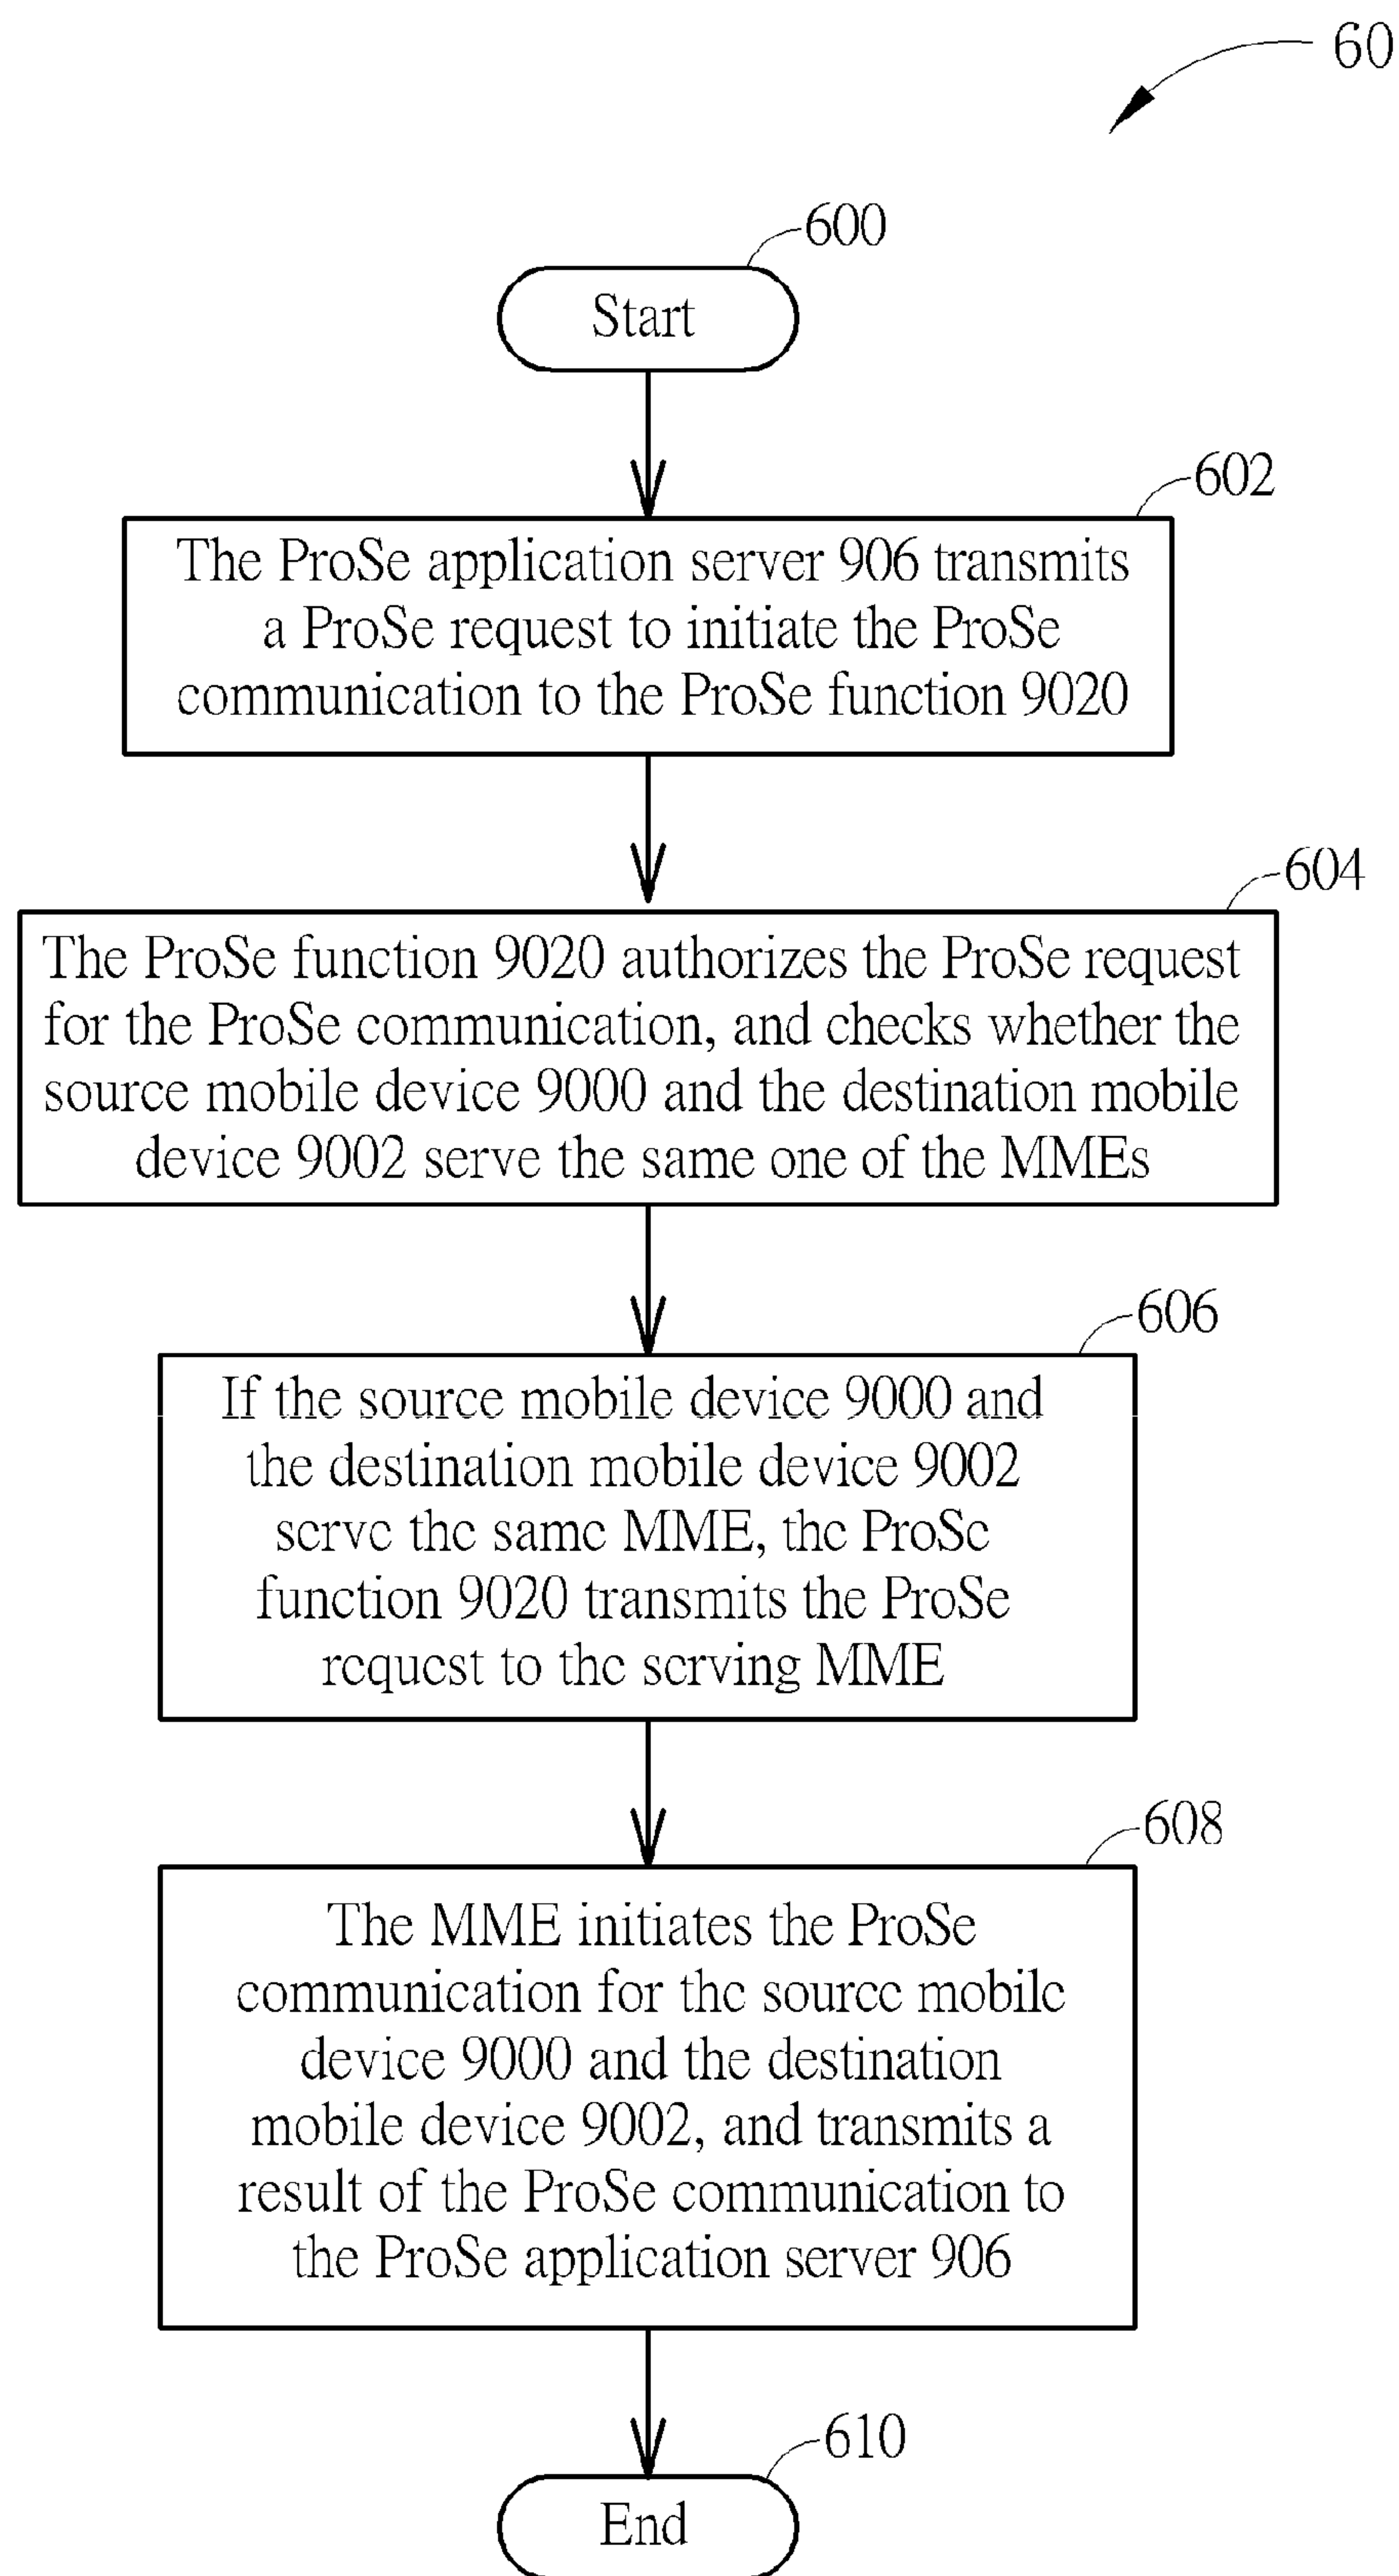 60
600
Start
602
The ProSe application server 906 transmits
a ProSe request to initiate the ProSe
communication to the ProSe function 9020
604
The ProSe function 9020 authorizes the ProSe request
for the ProSe communication, and checks whether the
source mobile device 9000 and the destination mobile
device 9002 serve the same one of the MMEs
606
If the source mobile device 9000 and
the destination mobile device 9002
serve the same MME, the ProSe
function 9020 transmits the ProSe
request to the serving MME
608
The MME initiates the ProSe
communication for the source mobile
device 9000 and the destination
mobile device 9002, and transmits a
result of the ProSe communication to
the ProSe application server 906
610
End